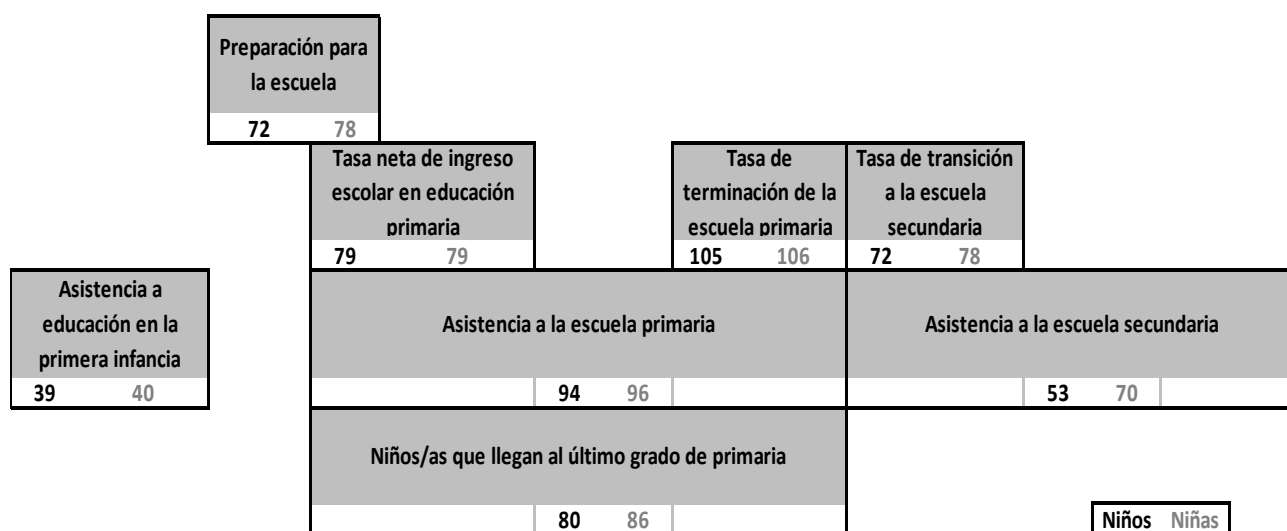 Preparación para
la escuela
72 78
Tasa neta de ingreso
escolar en educación
primaria
79 79
Tasa de
terminación de la
escuela primaria
105 106
Tasa de transición
a la escuela
secundaria
72 78
Asistencia a
educación en la
primera infancia
39 40
Asistencia a la escuela primaria
94 96
Asistencia a la escuela secundaria
53 70
Niños/as que llegan al último grado de primaria
80 86
Niños Niñas